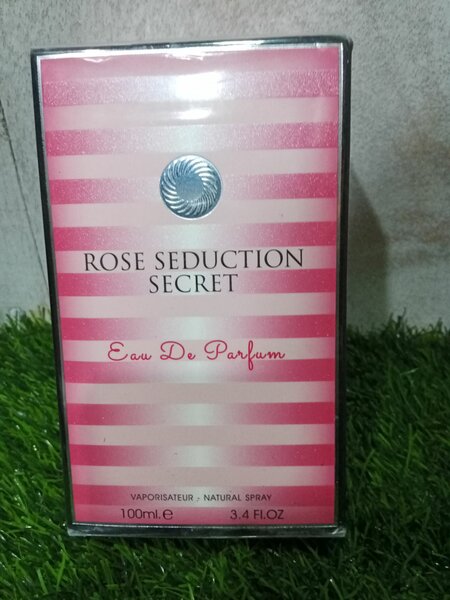 ROSE SEDUCTION
SECRET
Eau De Parfum
VAPORISATEUR - NATURAL SPRAY
100ml.e 3.4 Fl.OZ